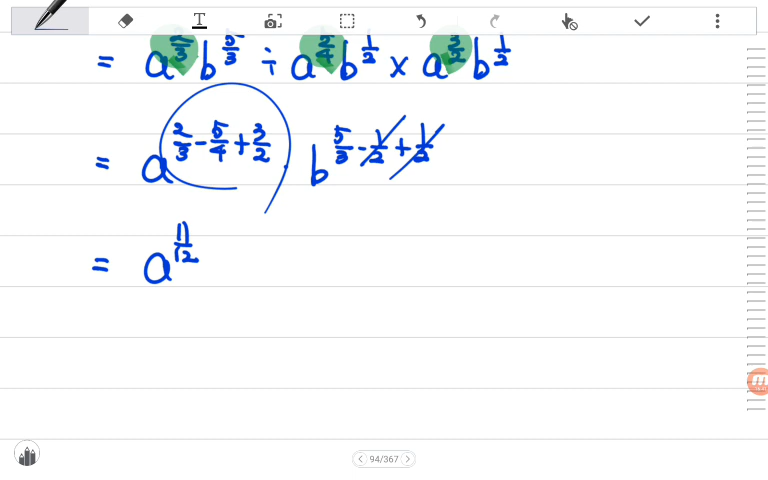 T
= a^{2/3} b^{5/3} ÷ a^{5/4} b^{1/2} × a^{3/2} b^{1/2}
= a^{2/3 - 5/4 + 3/2} b^{5/3 - 1/2 + 1/2}
= a^{11/12}
94/367